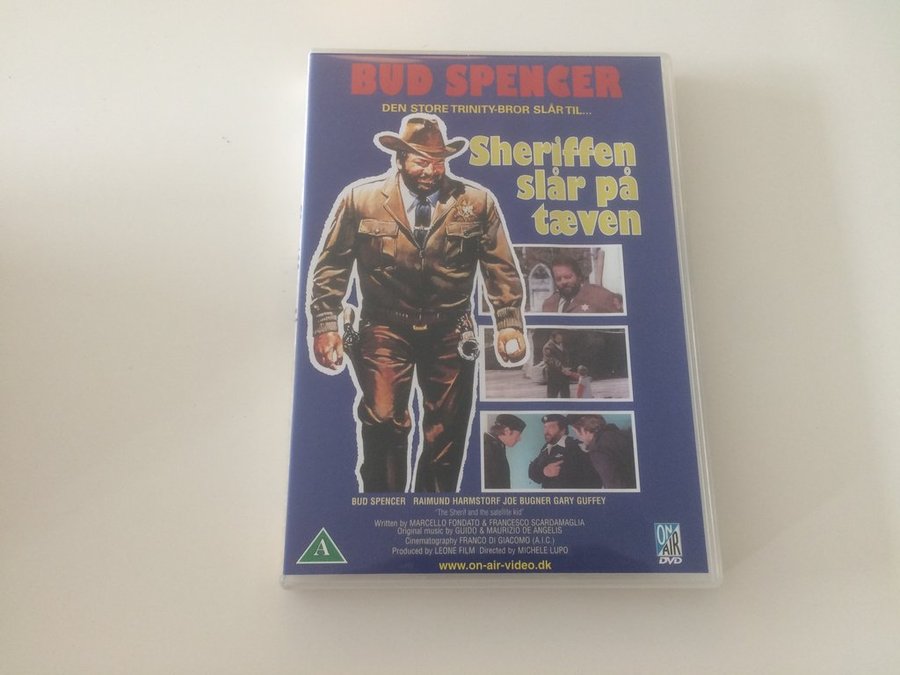 BUD SPENCER
DEN STORE TRINITY-BROR SLÅR TIL...
Sheriffen
slår på
tæven
BUD SPENCER RAIMUND HARMSTORF JOE BUGNER GARY GUFFEY
"The Sherif and the satellite kid"
Written by MARCELLO FONDATO & FRANCESCO SCARDAMAGLIA
Original music by GUIDO & MAURIZIO DE ANGELIS
Cinematography FRANCO DI GIACOMO (A.I.C.)
Produced by LEONE FILM Directed by MICHELE LUPO
www.on-air-video.dk
A
ON
AIR
DVD